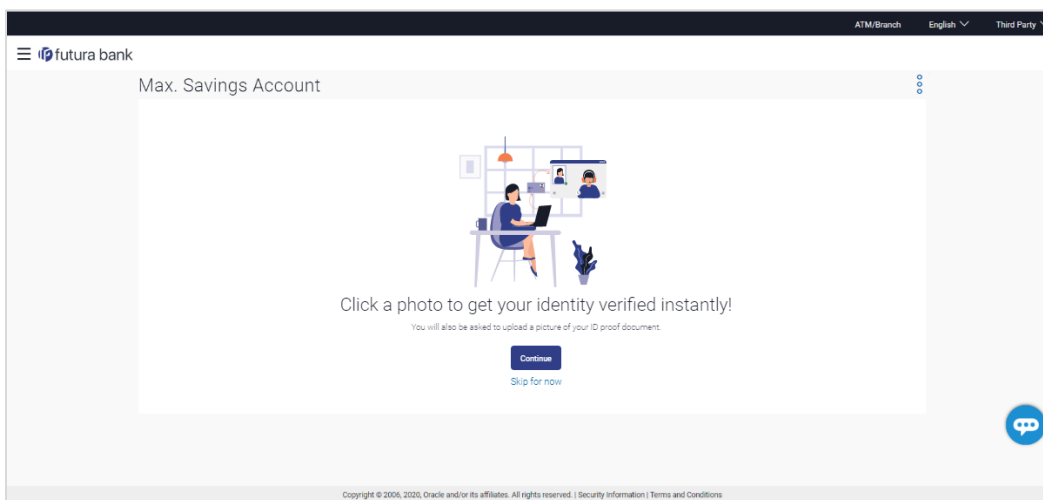 ATM/Branch English Third Party
futura bank
Max. Savings Account
Click a photo to get your identity verified instantly!
You will also be asked to upload a picture of your ID proof document.
Continue
Skip for now
Copyright © 2006, 2020, Oracle and/or its affiliates. All rights reserved. | Security Information | Terms and Conditions